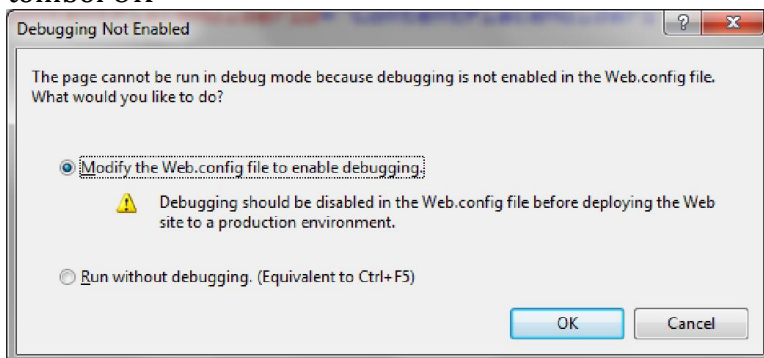 Debugging Not Enabled
The page cannot be run in debug mode because debugging is not enabled in the Web.config file.
What would you like to do?
Modify the Web.config file to enable debugging.
Debugging should be disabled in the Web.config file before deploying the Web
site to a production environment.
Run without debugging. (Equivalent to Ctrl+F5)
OK
Cancel